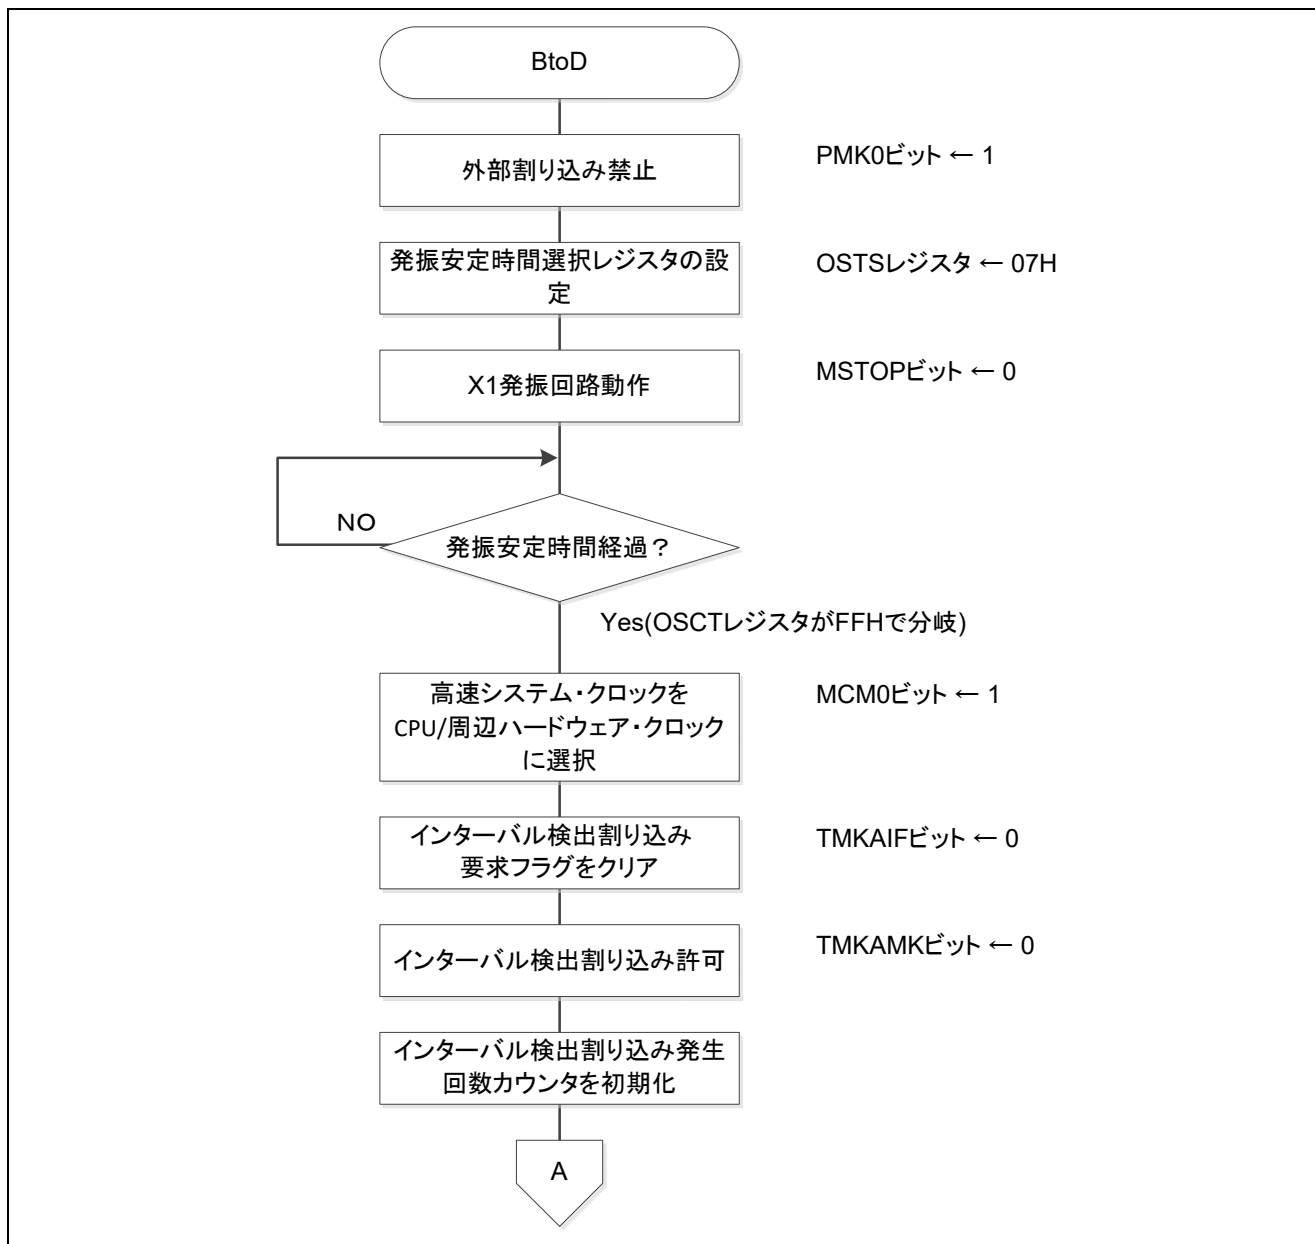 BtoD
外部割り込み禁止
PMK0ビット ← 1
発振安定時間選択レジスタの設
定
OSTSレジスタ ← 07H
X1発振回路動作
MSTOPビット ← 0
NO
発振安定時間経過？
Yes(OSCTレジスタがFFHで分岐)
高速システム・クロックを
CPU/周辺ハードウェア・クロック
に選択
MCM0ビット ← 1
インターバル検出割り込み
要求フラグをクリア
TMKAIFビット ← 0
インターバル検出割り込み許可
TMKAMKビット ← 0
インターバル検出割り込み発生
回数カウンタを初期化
A